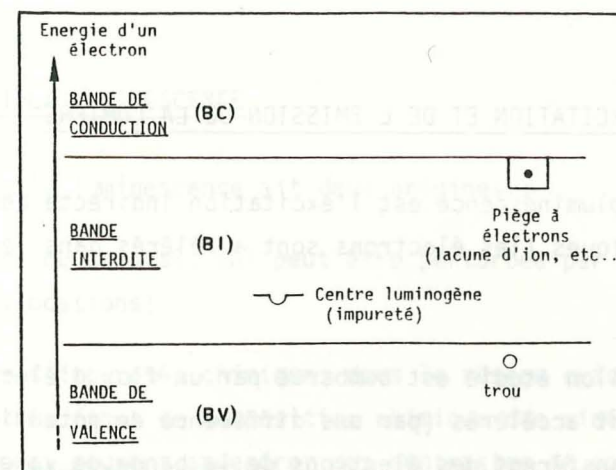 Energie d'un
électron
BANDE DE
CONDUCTION
(BC)
BANDE
INTERDITE
(BI)
Piège à
électrons
(lacune d'ion, etc..
Centre luminogène
(impureté)
BANDE DE
VALENCE
(BV)
trou